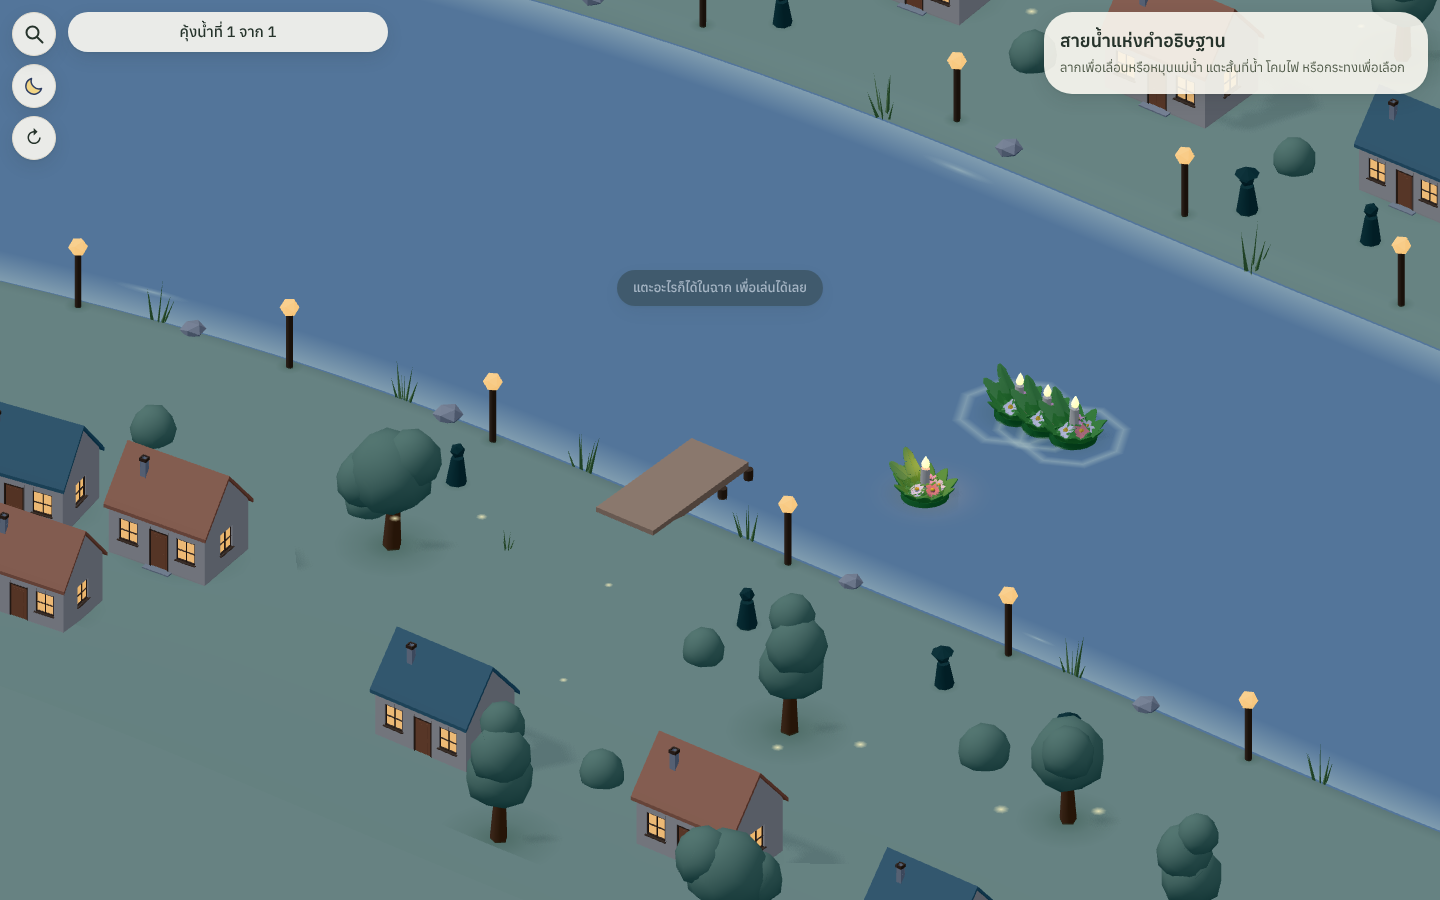 คุ้งน้ำที่ 1 จาก 1
สายน้ำแห่งคำอธิษฐาน
ลากเพื่อเลื่อนหรือหมุนแม่น้ำ แตะสั้นที่น้ำ โคมไฟ หรือกระทงเพื่อเลือก
แตะอะไรก็ได้ในฉาก เพื่อเล่นได้เลย